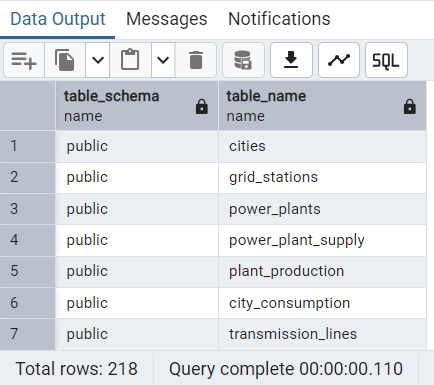 Data Output Messages Notifications
SQL
table_schema table_name
name name
1 public cities
2 public grid_stations
3 public power_plants
4 public power_plant_supply
5 public plant_production
6 public city_consumption
7 public transmission_lines
Total rows: 218 Query complete 00:00:00.110